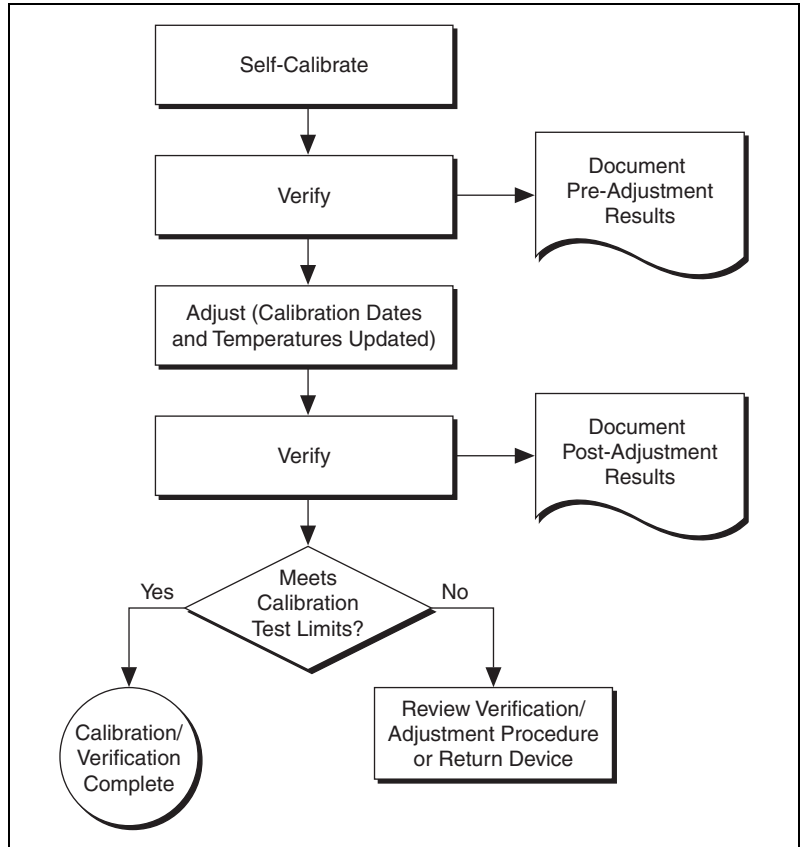 Self-Calibrate
Verify
Document
Pre-Adjustment
Results
Adjust (Calibration Dates
and Temperatures Updated)
Verify
Document
Post-Adjustment
Results
Meets
Calibration
Test Limits?
Yes
No
Calibration/
Verification
Complete
Review Verification/
Adjustment Procedure
or Return Device